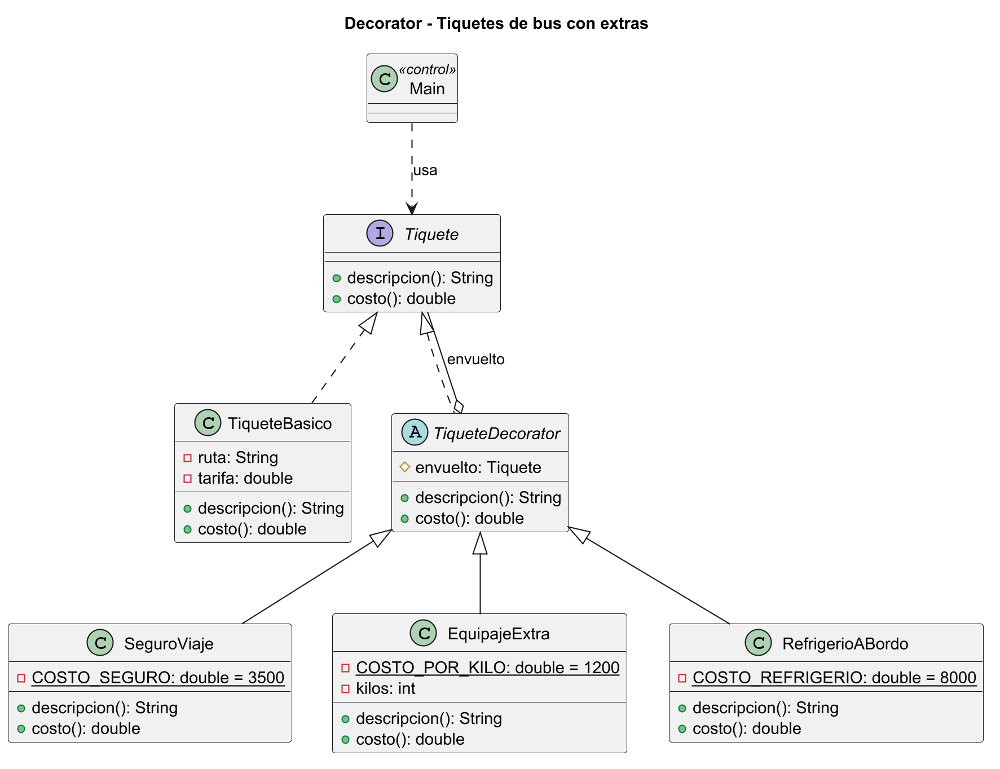 Decorator - Tiquetes de bus con extras
C
«control»
Main
usa
I
Tiquete
descripcion(): String
costo(): double
envuelto
C
TiqueteBasico
ruta: String
tarifa: double
descripcion(): String
costo(): double
A
TiqueteDecorator
envuelto: Tiquete
descripcion(): String
costo(): double
C
SeguroViaje
COSTO_SEGURO: double = 3500
descripcion(): String
costo(): double
C
EquipajeExtra
COSTO_POR_KILO: double = 1200
kilos: int
descripcion(): String
costo(): double
C
RefrigerioABordo
COSTO_REFRIGERIO: double = 8000
descripcion(): String
costo(): double